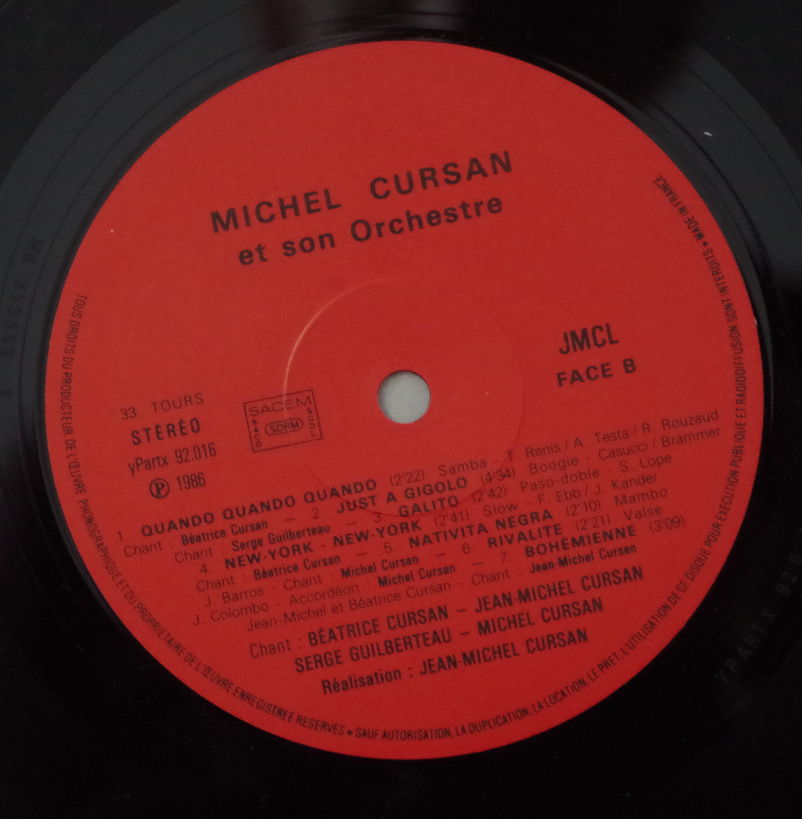 MICHEL CURSAN
et son Orchestre
JMCL
FACE B
33 TOURS
STÉRÉO
yPartx 92.016
Ⓟ 1986
SACEM
SACD SDRM SGDL
1. QUANDO QUANDO QUANDO (2'22) Samba - T. Renis / A. Testa / R. Rouzaud
Chant : Béatrice Cursan – 2. JUST A GIGOLO (4'34) Boogie - Casucci / Brammer
Chant : Serge Guilberteau – 3. GALITO (2'42) Paso-doble - S. Lope
4. NEW-YORK - NEW-YORK (2'41) Slow - F. Ebb / J. Kander
Chant : Béatrice Cursan – 5. NATIVITA NEGRA (2'10) Mambo
J. Barros - Chant : Michel Cursan – 6. RIVALITE (2'21) Valse
J. Colombo - Accordéon : Michel Cursan – 7. BOHEMIENNE (3'09)
Jean-Michel et Béatrice Cursan - Chant : Jean-Michel Cursan
Chant : BÉATRICE CURSAN – JEAN-MICHEL CURSAN
SERGE GUILBERTEAU – MICHEL CURSAN
Réalisation : JEAN-MICHEL CURSAN
TOUS DROITS DU PRODUCTEUR DE L'ŒUVRE PHONOGRAPHIQUE ET DU PROPRIETAIRE DE L'ŒUVRE ENREGISTREE RESERVES • SAUF AUTORISATION, LA DUPLICATION, LA LOCATION, LE PRET, L'UTILISATION DE CE DISQUE POUR EXECUTION PUBLIQUE ET RADIODIFFUSION SONT INTERDITS • MADE IN FRANCE